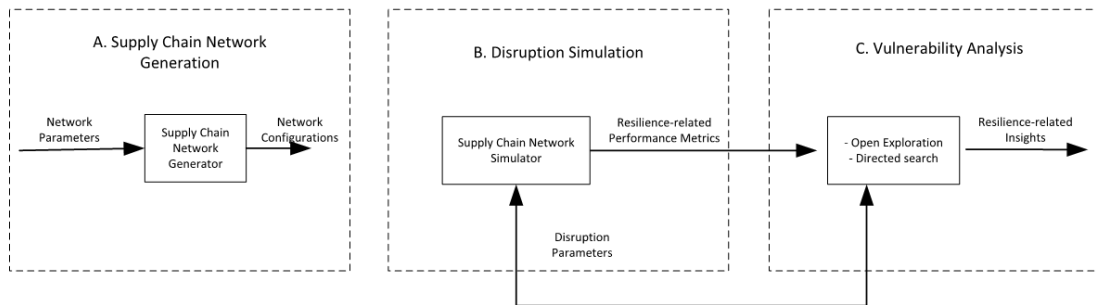 A. Supply Chain Network
Generation
Network
Parameters
Supply Chain
Network
Generator
Network
Configurations
B. Disruption Simulation
Supply Chain Network
Simulator
Resilience-related
Performance Metrics
Disruption
Parameters
C. Vulnerability Analysis
- Open Exploration
- Directed search
Resilience-related
Insights